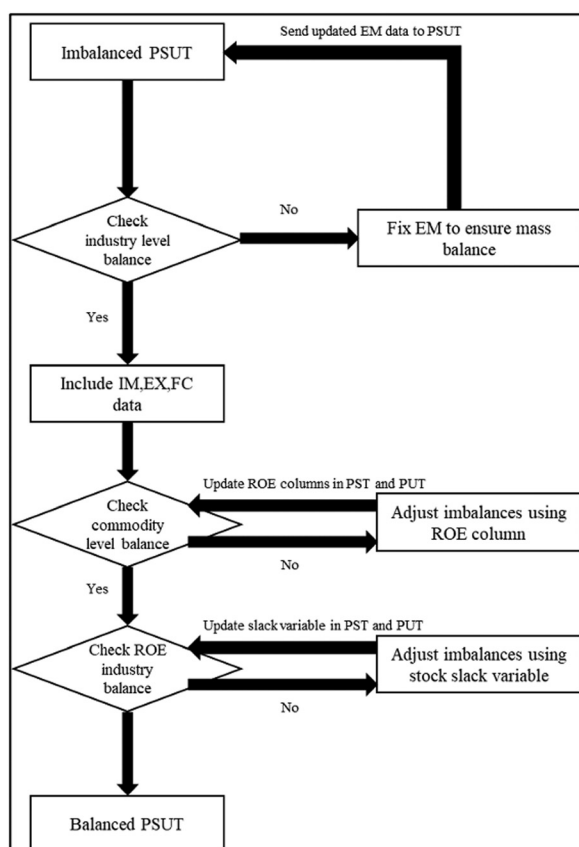 Send updated EM data to PSUT
Imbalanced PSUT
Check
industry level
balance
No
Fix EM to ensure mass
balance
Yes
Include IM,EX,FC
data
Update ROE columns in PST and PUT
Check
commodity
level balance
Adjust imbalances using
ROE column
No
Yes
Update slack variable in PST and PUT
Check ROE
industry
balance
Adjust imbalances using
stock slack variable
No
Balanced PSUT